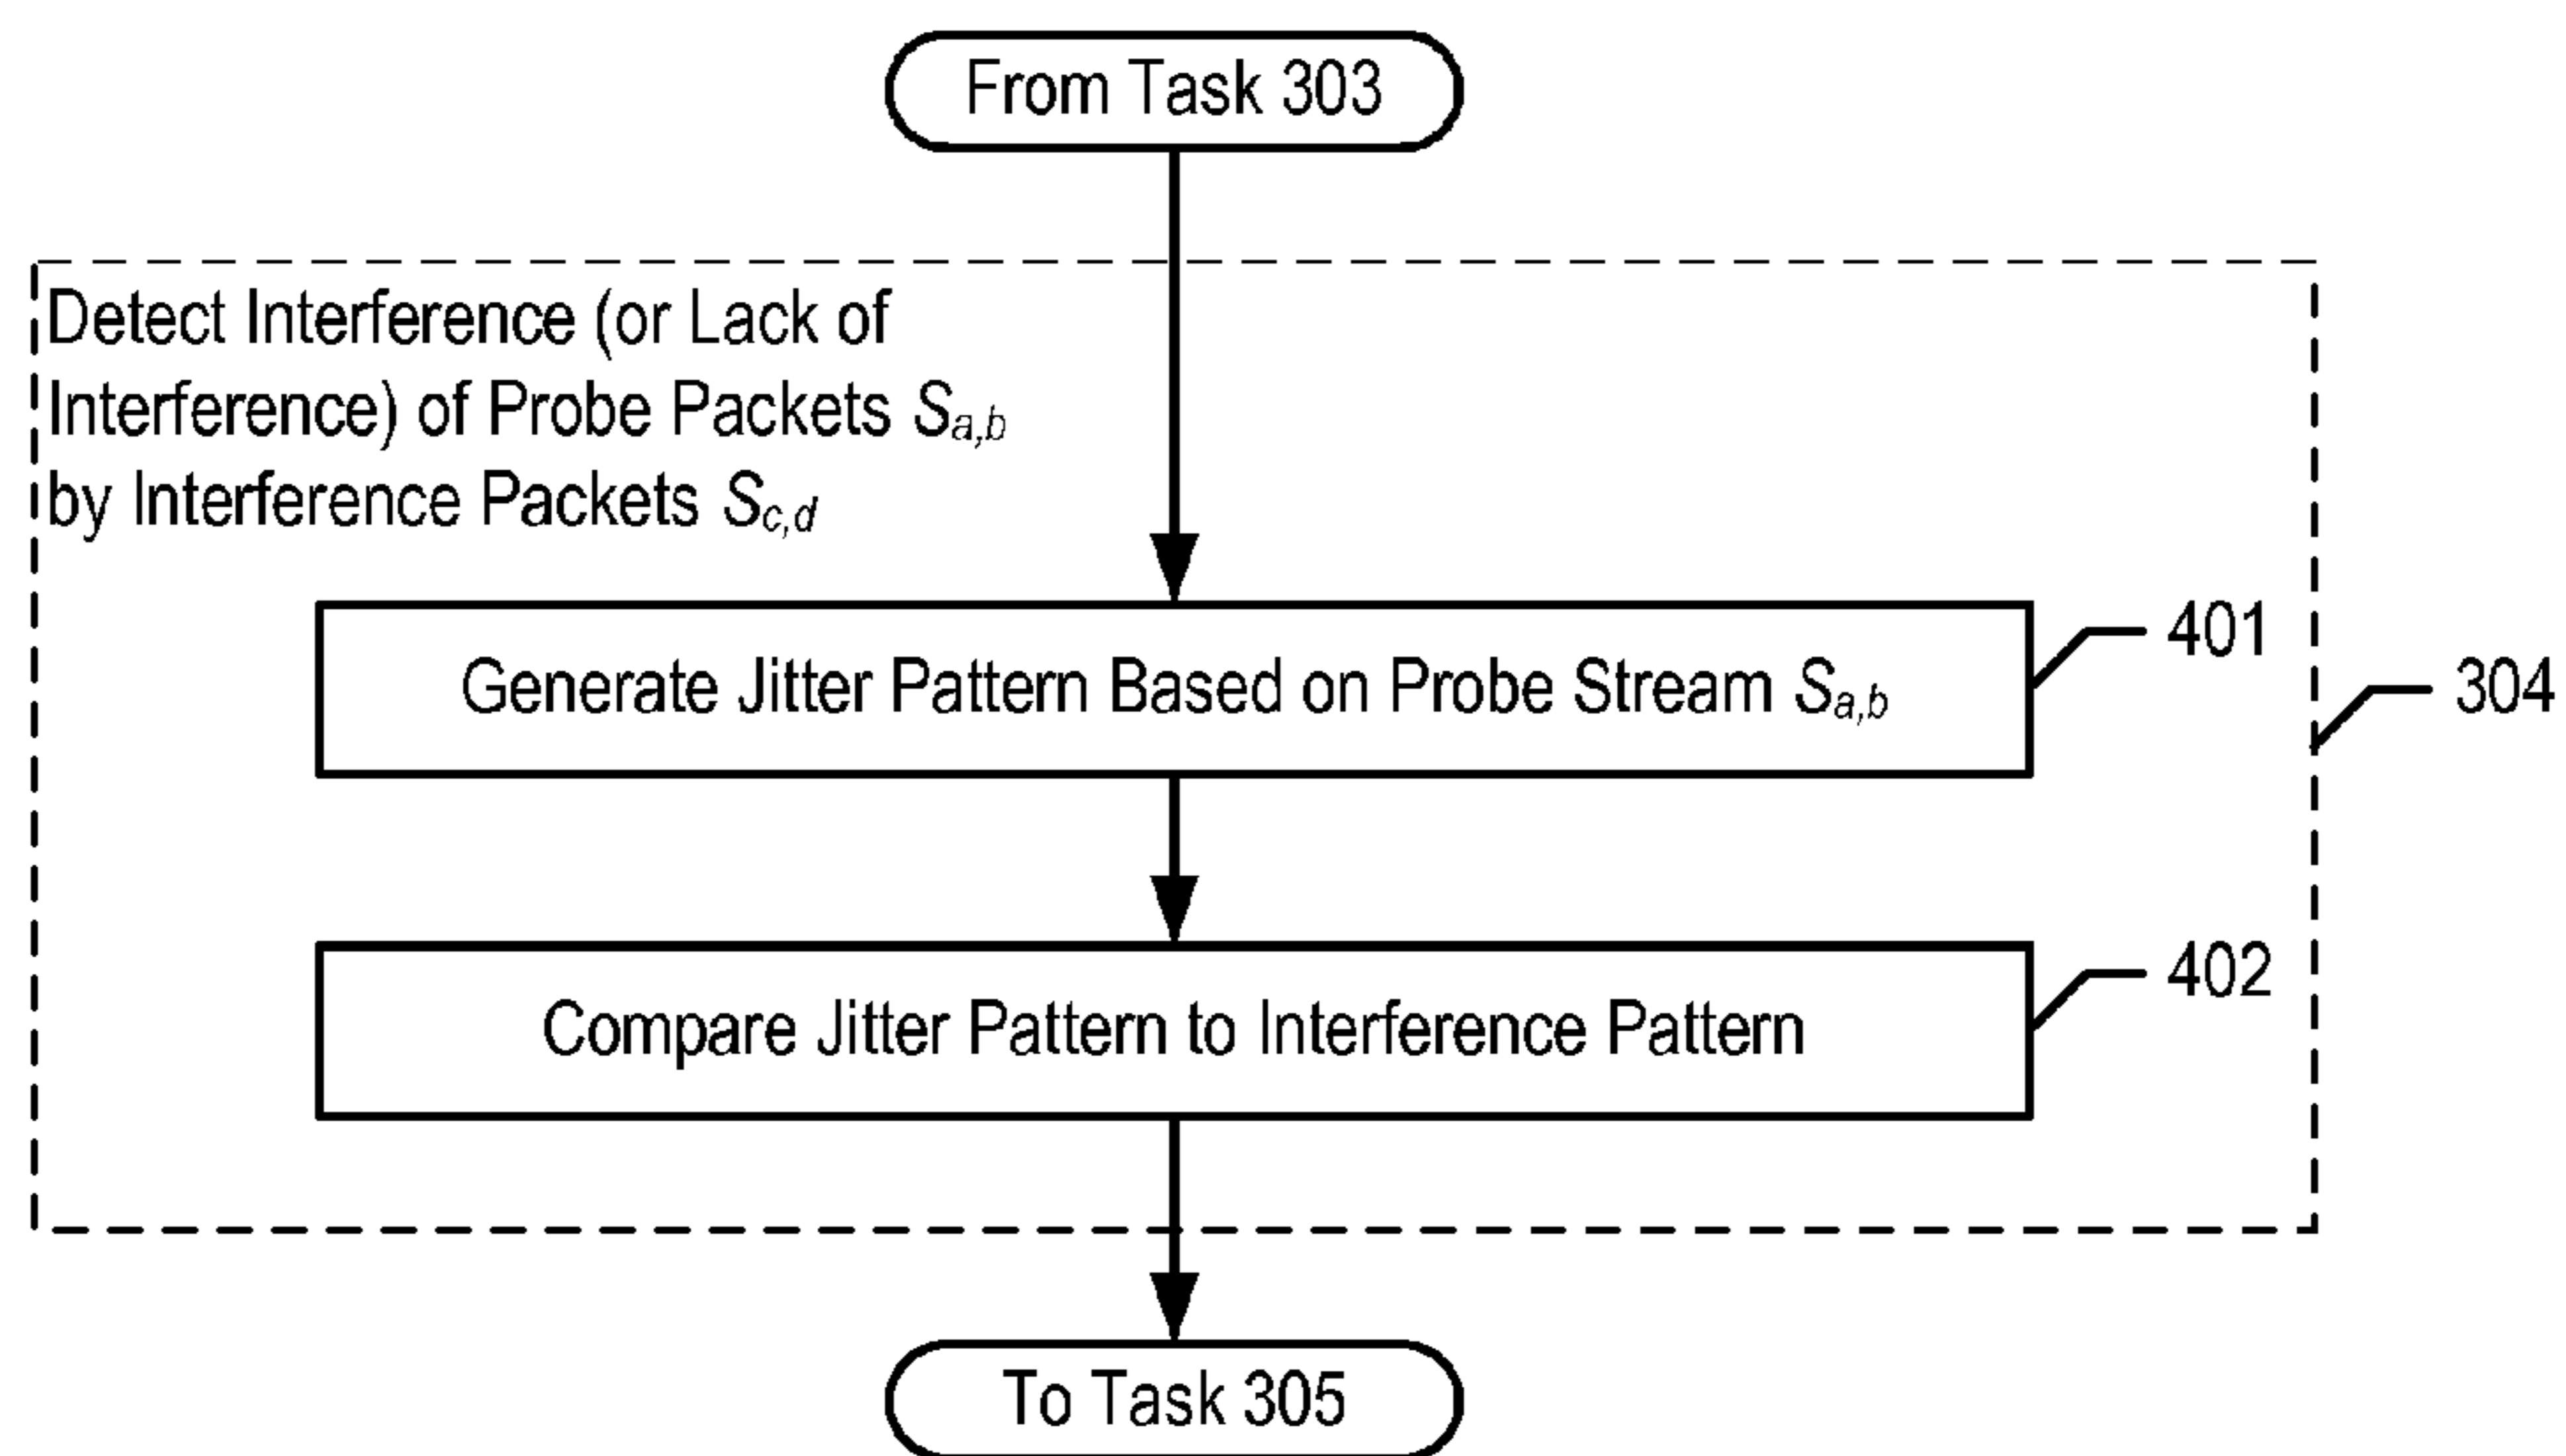 From Task 303
Detect Interference (or Lack of
Interference) of Probe Packets Sa,b
by Interference Packets Sc,d
Generate Jitter Pattern Based on Probe Stream Sa,b
401
304
Compare Jitter Pattern to Interference Pattern
402
To Task 305